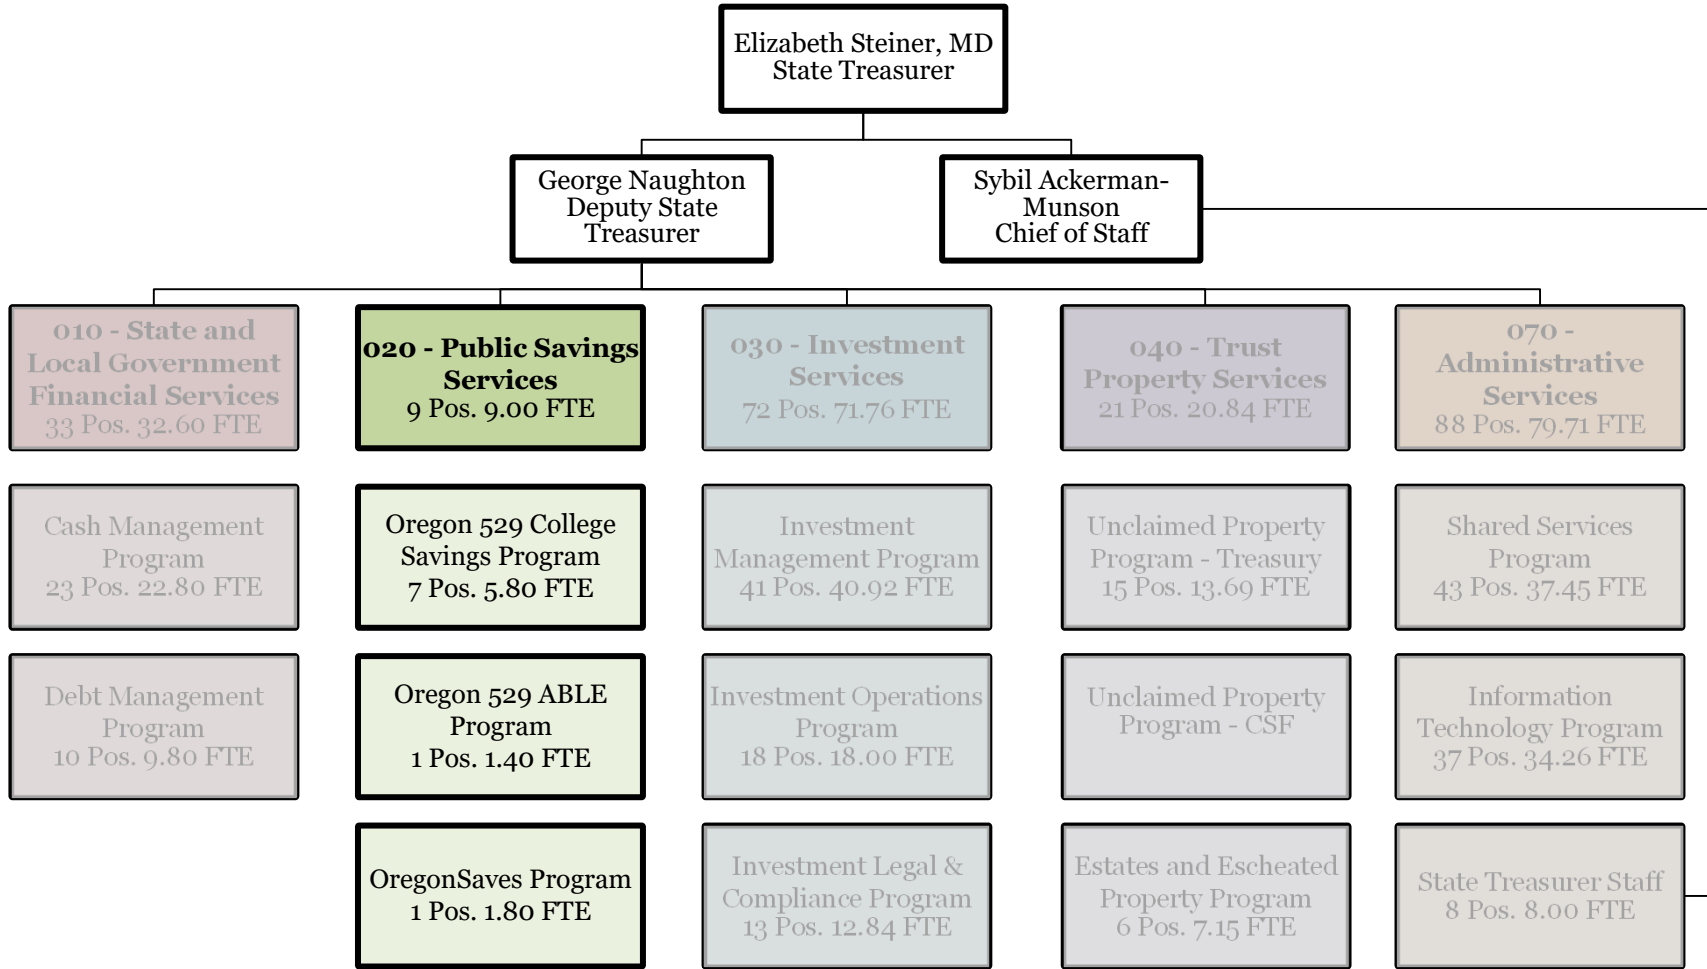 Elizabeth Steiner, MD
State Treasurer
George Naughton
Deputy State
Treasurer
Sybil Ackerman-
Munson
Chief of Staff
010 - State and
Local Government
Financial Services
33 Pos. 32.60 FTE
020 - Public Savings
Services
9 Pos. 9.00 FTE
030 - Investment
Services
72 Pos. 71.76 FTE
040 - Trust
Property Services
21 Pos. 20.84 FTE
070 -
Administrative
Services
88 Pos. 79.71 FTE
Cash Management
Program
23 Pos. 22.80 FTE
Oregon 529 College
Savings Program
7 Pos. 5.80 FTE
Investment
Management Program
41 Pos. 40.92 FTE
Unclaimed Property
Program - Treasury
15 Pos. 13.69 FTE
Shared Services
Program
43 Pos. 37.45 FTE
Debt Management
Program
10 Pos. 9.80 FTE
Oregon 529 ABLE
Program
1 Pos. 1.40 FTE
Investment Operations
Program
18 Pos. 18.00 FTE
Unclaimed Property
Program - CSF
Information
Technology Program
37 Pos. 34.26 FTE
OregonSaves Program
1 Pos. 1.80 FTE
Investment Legal &
Compliance Program
13 Pos. 12.84 FTE
Estates and Escheated
Property Program
6 Pos. 7.15 FTE
State Treasurer Staff
8 Pos. 8.00 FTE